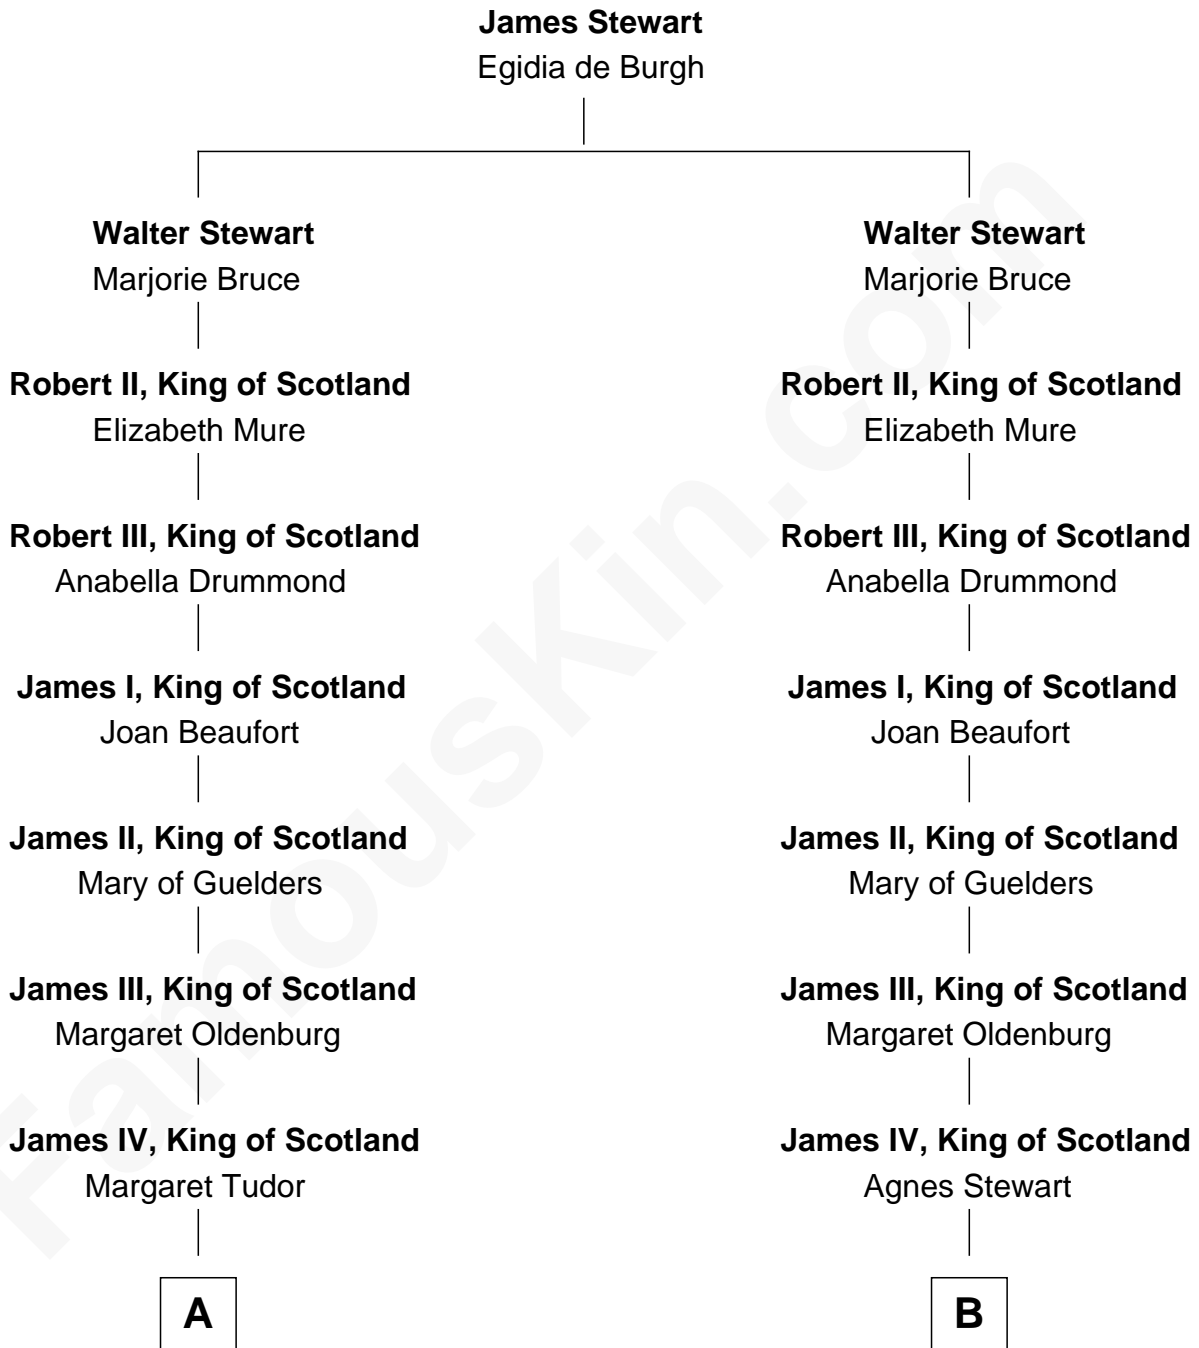 James Stewart
Egidia de Burgh
Walter Stewart
Marjorie Bruce
Robert II, King of Scotland
Elizabeth Mure
Robert III, King of Scotland
Anabella Drummond
James I, King of Scotland
Joan Beaufort
James II, King of Scotland
Mary of Guelders
James III, King of Scotland
Margaret Oldenburg
James IV, King of Scotland
Margaret Tudor
A
Walter Stewart
Marjorie Bruce
Robert II, King of Scotland
Elizabeth Mure
Robert III, King of Scotland
Anabella Drummond
James I, King of Scotland
Joan Beaufort
James II, King of Scotland
Mary of Guelders
James III, King of Scotland
Margaret Oldenburg
James IV, King of Scotland
Agnes Stewart
B
FamousKin.com